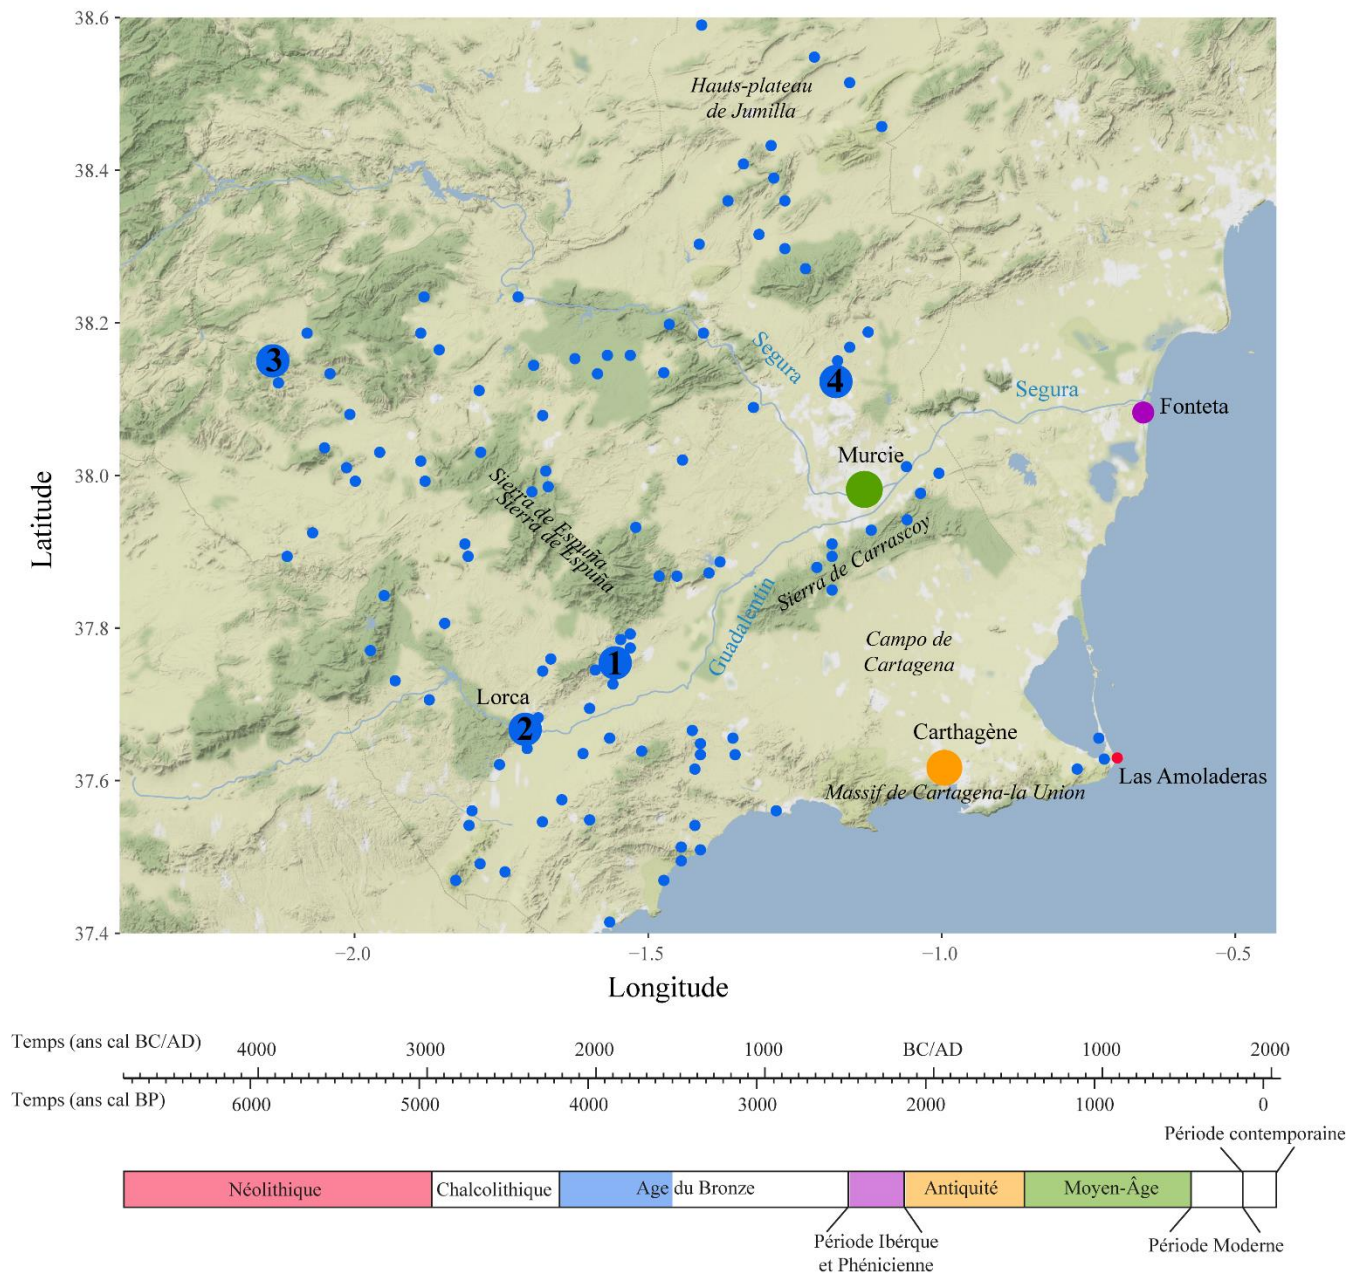 38.6
Hauts-plateau
de Jumilla
38.4
38.2
3
Segura
4
Segura
Fonteta
Murcie
38.0
Latitude
Sierra de Espuña
Sierra de Espuña
Sierra de Carrascoy
Guadalentin
37.8
Campo de
Cartagena
1
Lorca
2
Carthagène
Las Amoladeras
Massif de Cartagena-la Union
37.6
37.4
−2.0 −1.5 −1.0 −0.5
Longitude
Temps (ans cal BC/AD) 4000 3000 2000 1000 BC/AD 1000 2000
Temps (ans cal BP) 6000 5000 4000 3000 2000 1000 0
Période contemporaine
Néolithique Chalcolithique Age du Bronze Antiquité Moyen-Âge
Période Ibérque
et Phénicienne
Période Moderne